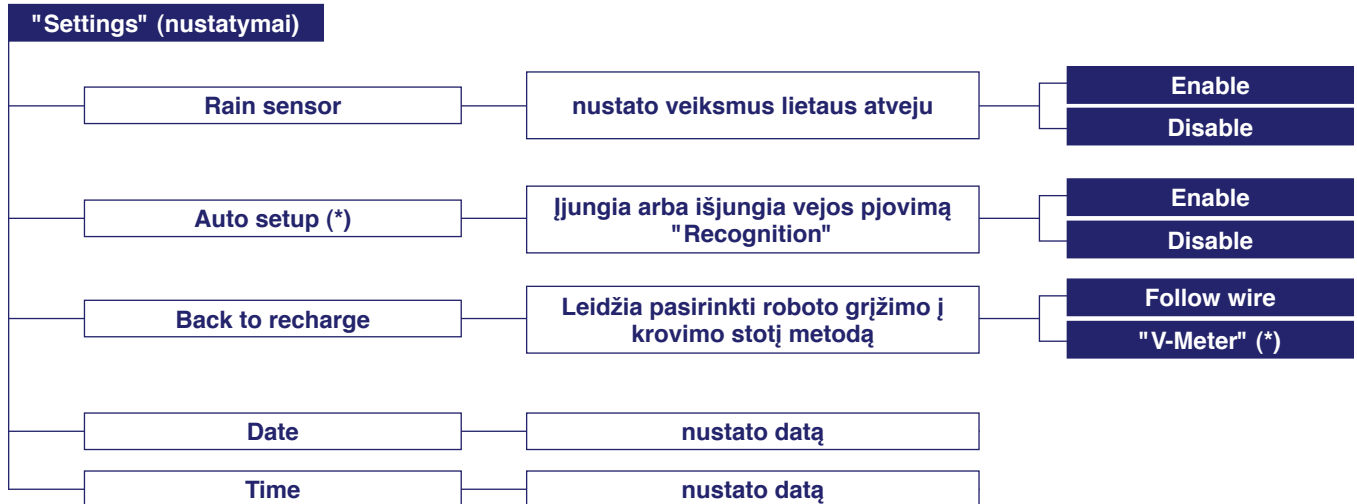 "Settings" (nustatymai)
Rain sensor
nustato veiksmus lietaus atveju
Enable
Disable
Auto setup (*)
Įjungia arba išjungia vejos pjovimą
"Recognition"
Enable
Disable
Back to recharge
Leidžia pasirinkti roboto grįžimo į
krovimo stotį metodą
Follow wire
"V-Meter" (*)
Date
nustato datą
Time
nustato datą